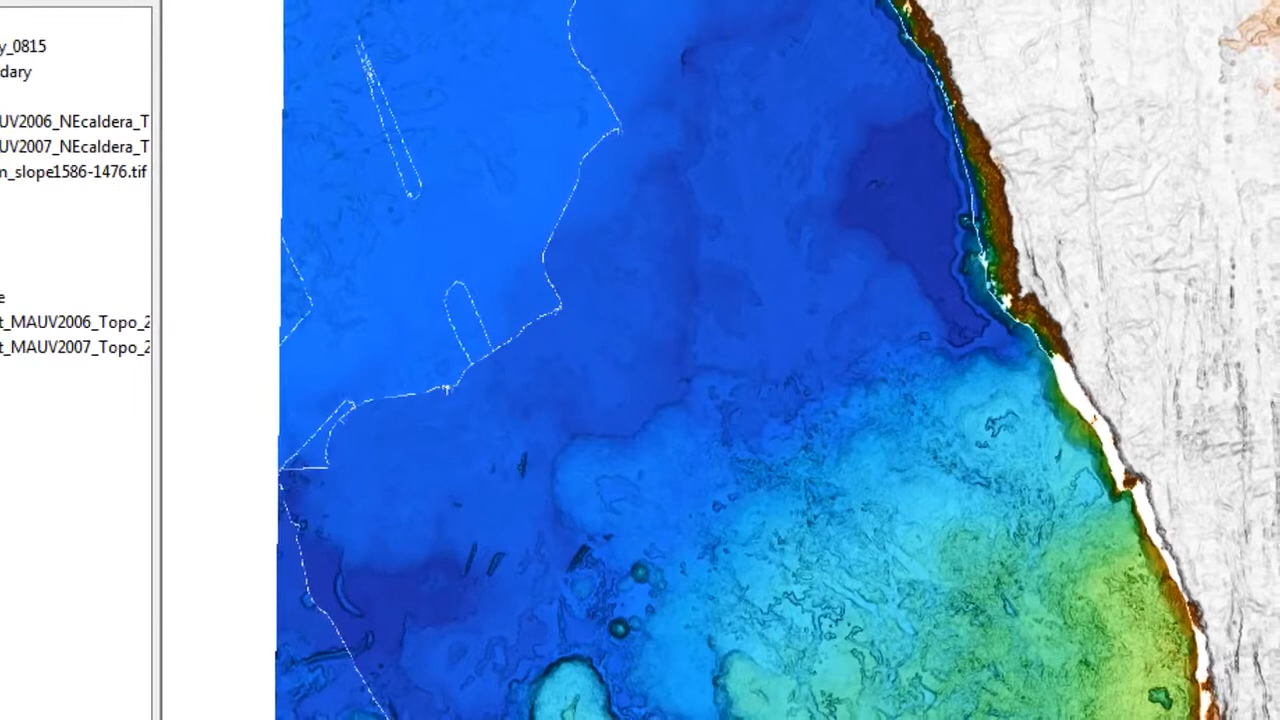 y_0815
dary
UV2006_NEcaldera_T
UV2007_NEcaldera_T
n_slope1586-1476.tif
e
t_MAUV2006_Topo_2
t_MAUV2007_Topo_2